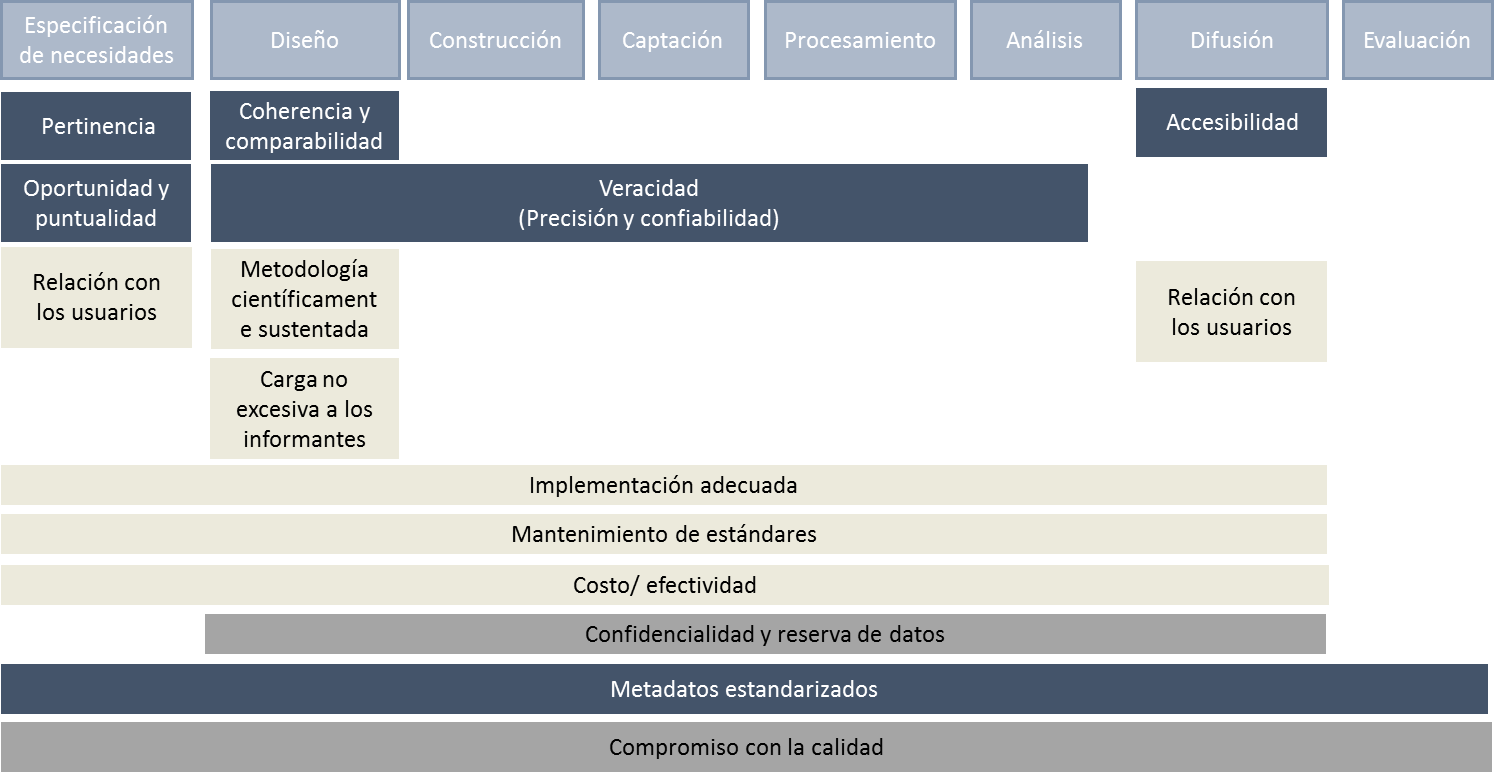 Especificación
de necesidades
Diseño
Construcción
Captación
Procesamiento
Análisis
Difusión
Evaluación
Pertinencia
Coherencia y
comparabilidad
Accesibilidad
Oportunidad y
puntualidad
Veracidad
(Precisión y confiabilidad)
Relación con
los usuarios
Metodología
científicament
e sustentada
Relación con
los usuarios
Carga no
excesiva a los
informantes
Implementación adecuada
Mantenimiento de estándares
Costo/ efectividad
Confidencialidad y reserva de datos
Metadatos estandarizados
Compromiso con la calidad